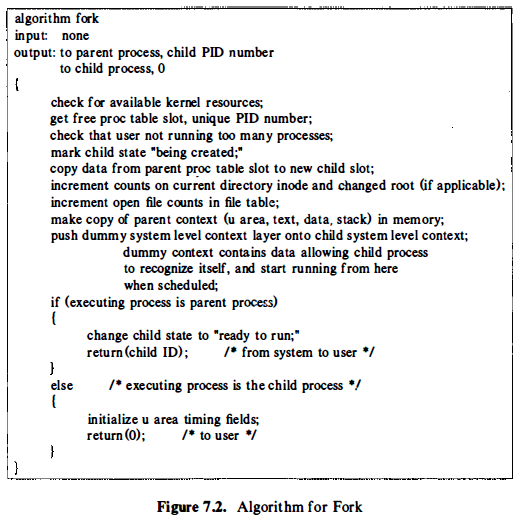 algorithm fork
input: none
output: to parent process, child PID number
to child process, 0
{
check for available kernel resources;
get free proc table slot, unique PID number;
check that user not running too many processes;
mark child state "being created;"
copy data from parent proc table slot to new child slot;
increment counts on current directory inode and changed root (if applicable);
increment open file counts in file table;
make copy of parent context (u area, text, data, stack) in memory;
push dummy system level context layer onto child system level context;
dummy context contains data allowing child process
to recognize itself, and start running from here
when scheduled;
if (executing process is parent process)
{
change child state to "ready to run;"
return(child ID); /* from system to user */
}
else /* executing process is the child process */
{
initialize u area timing fields;
return(0); /* to user */
}
}
Figure 7.2. Algorithm for Fork